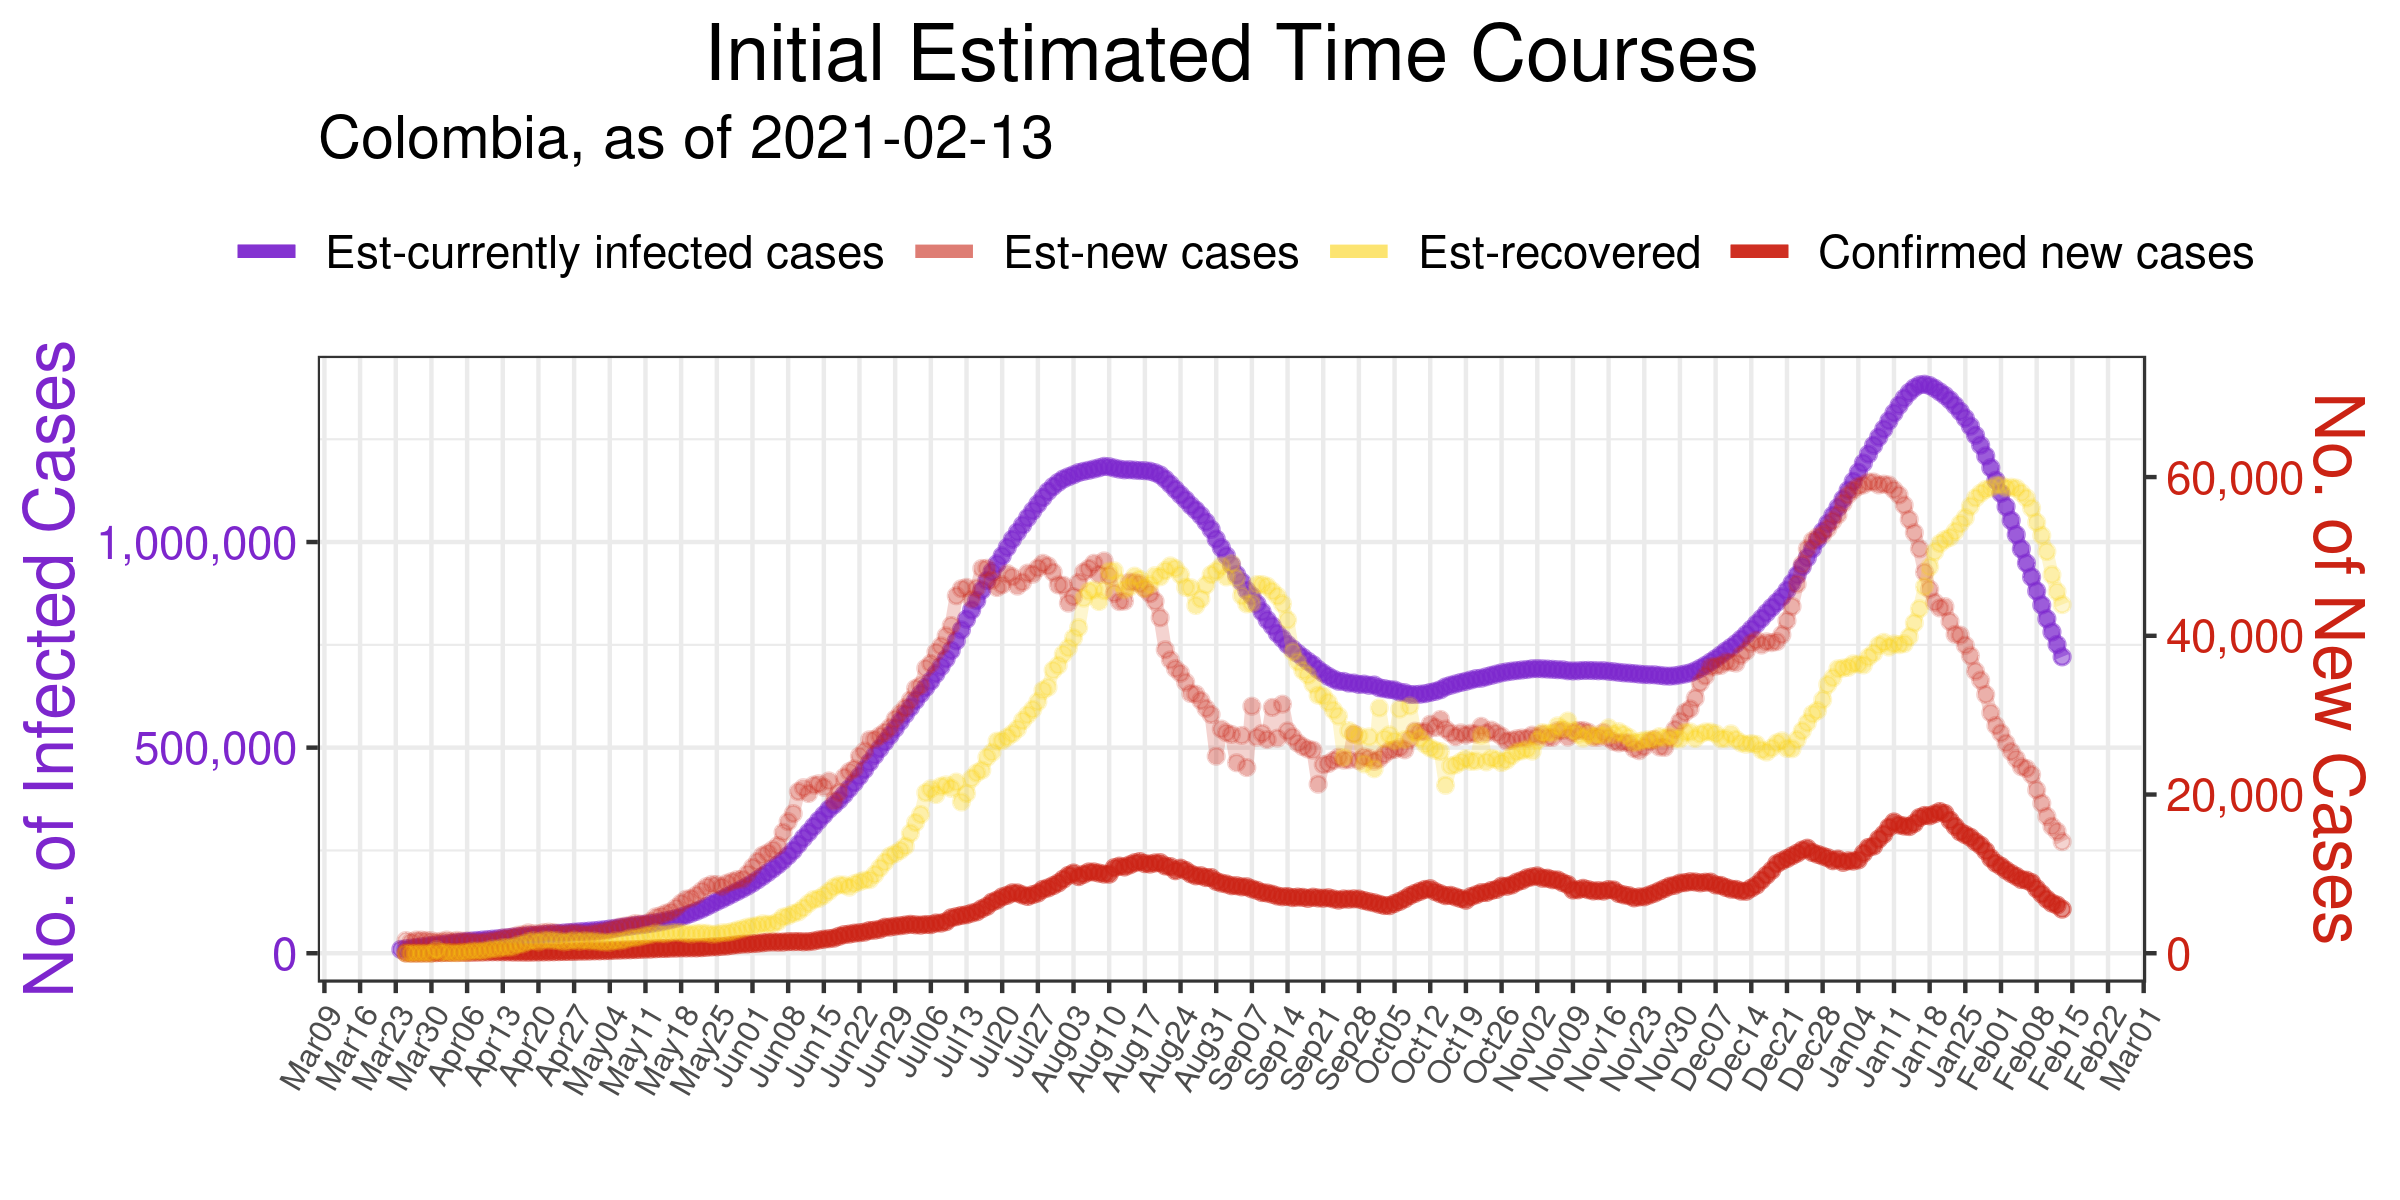 Initial Estimated Time Courses
Colombia, as of 2021-02-13
Est-currently infected cases
Est-new cases
Est-recovered
Confirmed new cases
No. of Infected Cases
1,000,000
500,000
0
No. of New Cases
60,000
40,000
20,000
0
Mar09
Mar16
Mar23
Mar30
Apr06
Apr13
Apr20
Apr27
May04
May11
May18
May25
Jun01
Jun08
Jun15
Jun22
Jun29
Jul06
Jul13
Jul20
Jul27
Aug03
Aug10
Aug17
Aug24
Aug31
Sep07
Sep14
Sep21
Sep28
Oct05
Oct12
Oct19
Oct26
Nov02
Nov09
Nov16
Nov23
Nov30
Dec07
Dec14
Dec21
Dec28
Jan04
Jan11
Jan18
Jan25
Feb01
Feb08
Feb15
Feb22
Mar01